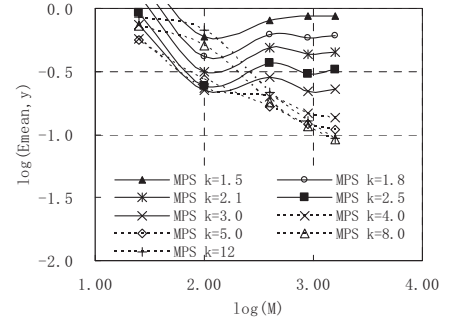 0.0
-0.5
-1.0
-1.5
-2.0
log(Emean,y)
MPS k=1.5
MPS k=1.8
MPS k=2.1
MPS k=2.5
MPS k=3.0
MPS k=4.0
MPS k=5.0
MPS k=8.0
MPS k=12
1.00 2.00 3.00 4.00
log(M)